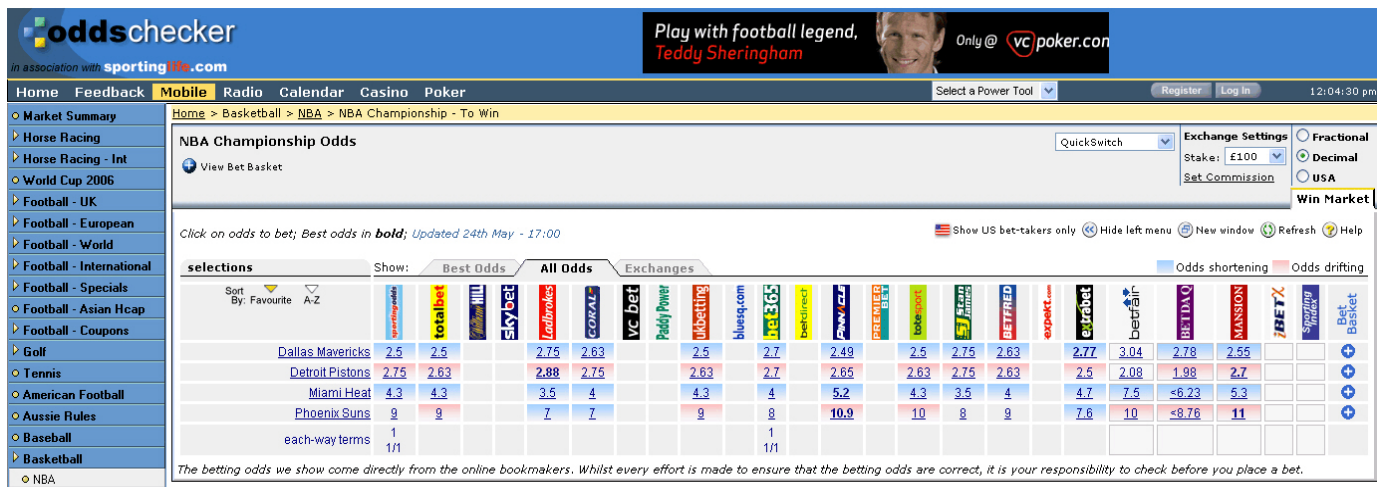 oddschecker
in association with sportinglife.com
Play with football legend,
Teddy Sheringham
Only @ vcpoker.com
Home Feedback Mobile Radio Calendar Casino Poker
Select a Power Tool
Register Log In
12:04:30 pm
Market Summary
Horse Racing
Horse Racing - Int
World Cup 2006
Football - UK
Football - European
Football - World
Football - International
Football - Specials
Football - Asian Hcap
Football - Coupons
Golf
Tennis
American Football
Aussie Rules
Baseball
Basketball
NBA
Home > Basketball > NBA > NBA Championship - To Win
NBA Championship Odds
View Bet Basket
QuickSwitch
Exchange Settings
Stake: £100
Set Commission
Fractional
Decimal
USA
Win Market
Click on odds to bet; Best odds in bold; Updated 24th May - 17:00
Show US bet-takers only Hide left menu New window Refresh Help
selections Show: Best Odds All Odds Exchanges
Odds shortening Odds drifting
Sort
By: Favourite A-Z
sportingodds totalbet William HILL skybet Ladbrokes CORAL vc bet Paddy Power ukbetting bluesq.com bet365 betdirect PINNACLE PREMIER BET totesport Stan James BETFRED expekt.com extrabet betfair BETDAQ MANSION iBETX Sporting Index Bet Basket
Dallas Mavericks 2.5 2.5 2.75 2.63 2.5 2.7 2.49 2.5 2.75 2.63 2.77 3.04 2.78 2.55
Detroit Pistons 2.75 2.63 2.88 2.75 2.63 2.7 2.65 2.63 2.75 2.63 2.5 2.08 1.98 2.7
Miami Heat 4.3 4.3 3.5 4 4.3 4 5.2 4.3 3.5 4 4.7 7.5 <6.23 5.3
Phoenix Suns 9 9 7 7 9 8 10.9 10 8 9 7.6 10 <8.76 11
each-way terms 1 1
1/1 1/1
The betting odds we show come directly from the online bookmakers. Whilst every effort is made to ensure that the betting odds are correct, it is your responsibility to check before you place a bet.